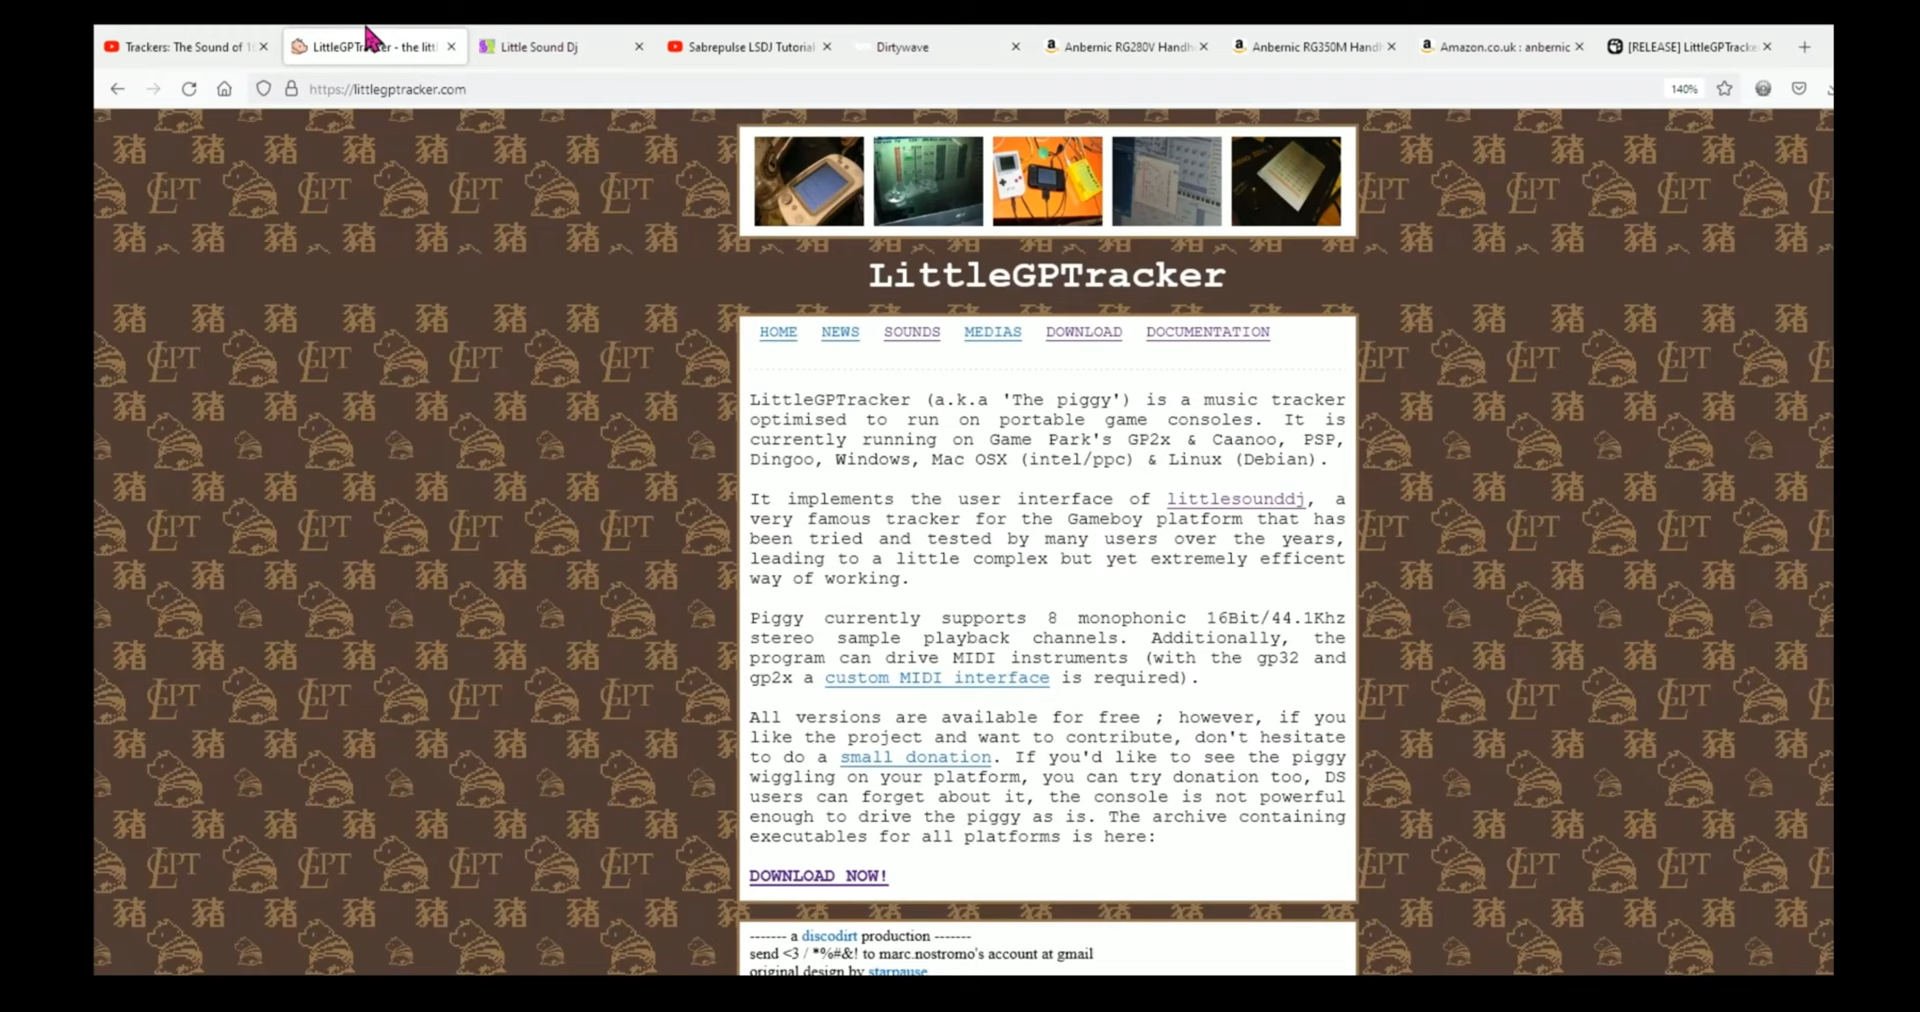 Trackers: The Sound of
LittleGPTracker - the littl
Little Sound Dj
Sabrepulse LSDJ Tutorial
Dirtywave
Anbernic RG280V Handh
Anbernic RG350M Handl
Amazon.co.uk : anbernic
[RELEASE] LittleGPTracke
https://littlegptracker.com
140%
豬 GPT
LittleGPTracker
HOME NEWS SOUNDS MEDIAS DOWNLOAD DOCUMENTATION
LittleGPTracker (a.k.a 'The piggy') is a music tracker
optimised to run on portable game consoles. It is
currently running on Game Park's GP2x & Caanoo, PSP,
Dingoo, Windows, Mac OSX (intel/ppc) & Linux (Debian).
It implements the user interface of littlesounddj, a
very famous tracker for the Gameboy platform that has
been tried and tested by many users over the years,
leading to a little complex but yet extremely efficent
way of working.
Piggy currently supports 8 monophonic 16Bit/44.1Khz
stereo sample playback channels. Additionally, the
program can drive MIDI instruments (with the gp32 and
gp2x a custom MIDI interface is required).
All versions are available for free ; however, if you
like the project and want to contribute, don't hesitate
to do a small donation. If you'd like to see the piggy
wiggling on your platform, you can try donation too, DS
users can forget about it, the console is not powerful
enough to drive the piggy as is. The archive containing
executables for all platforms is here:
DOWNLOAD NOW!
------- a discodirt production -------
send <3 / *%#&! to marc.nostromo's account at gmail
original design by starpause